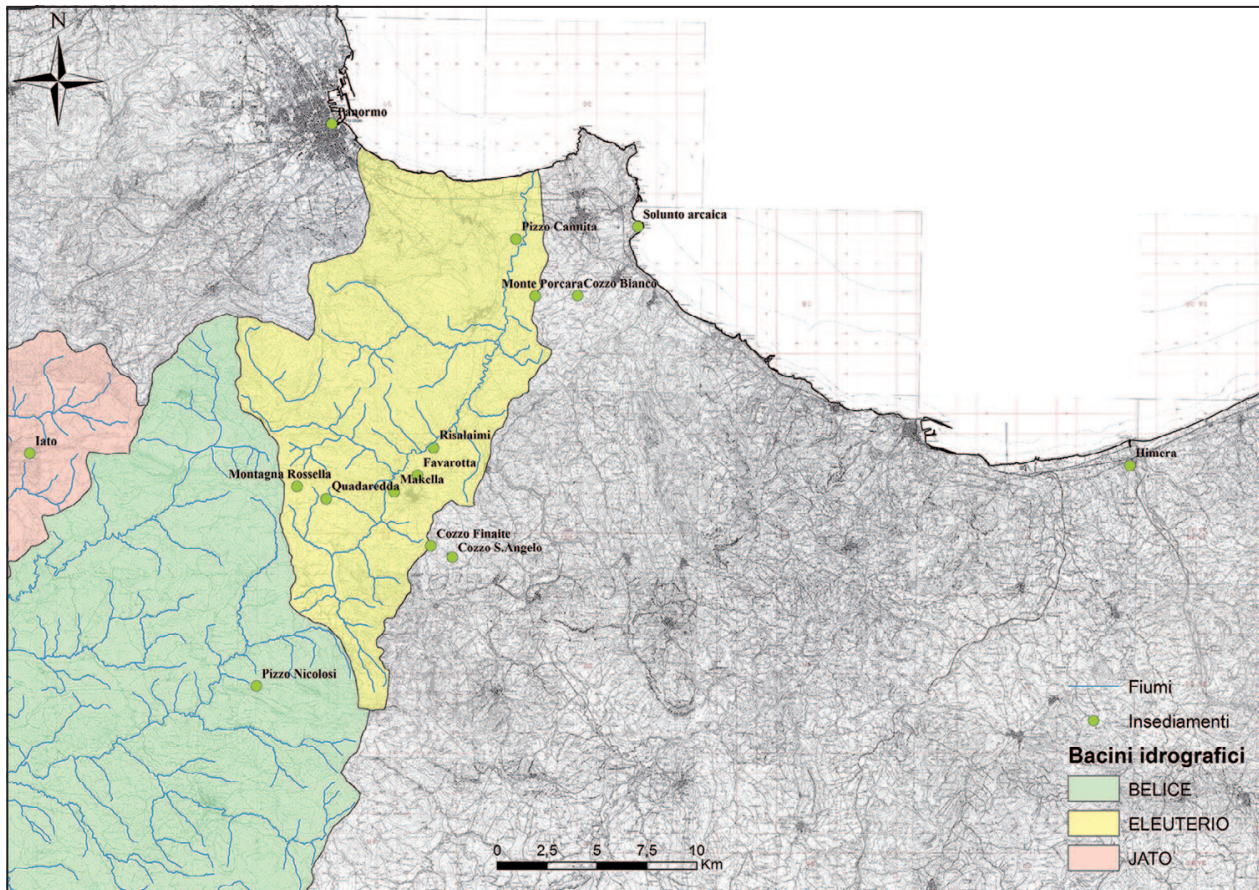 N
Panormo
Solunto arcaica
Pizzo Cannita
Monte Porcara
Cozzo Bianco
Risalaimi
Iato
Himera
Favarotta
Montagna Rossella
Quadaredda
Makella
Cozzo Finaite
Cozzo S.Angelo
Pizzo Nicolosi
Fiumi
Insediamenti
Bacini idrografici
BELICE
ELEUTERIO
JATO
0 2,5 5 7,5 10
Km